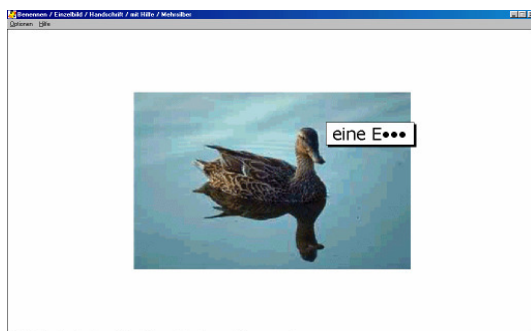 Benennen / Einzelbild / Handschrift / mit Hilfe / Mehrsilber
Optionen Hilfe
eine E•••